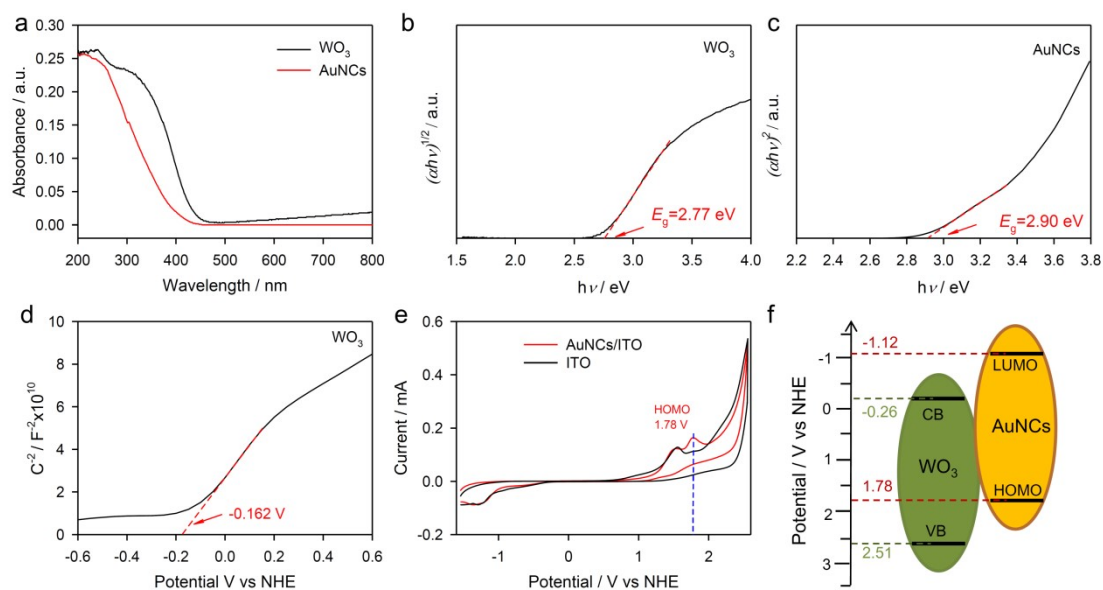 a
0.30
0.25
0.20
0.15
0.10
0.05
0.00
WO₃
AuNCs
Absorbance / a.u.
200 300 400 500 600 700 800
Wavelength / nm
b
WO₃
(αhν)^1/2 / a.u.
E_g=2.77 eV
1.5 2.0 2.5 3.0 3.5 4.0
hν / eV
c
AuNCs
(αhν)² / a.u.
E_g=2.90 eV
2.2 2.4 2.6 2.8 3.0 3.2 3.4 3.6 3.8
hν / eV
d
WO₃
10
8
6
4
2
0
C⁻² / F⁻²x10¹⁰
-0.162 V
-0.6 -0.4 -0.2 0.0 0.2 0.4 0.6
Potential V vs NHE
e
0.6
0.4
0.2
0.0
-0.2
AuNCs/ITO
ITO
Current / mA
HOMO
1.78 V
-1 0 1 2
Potential / V vs NHE
f
Potential / V vs NHE
-1
0
1
2
3
-1.12
-0.26
1.78
2.51
LUMO
CB
AuNCs
WO₃
HOMO
VB